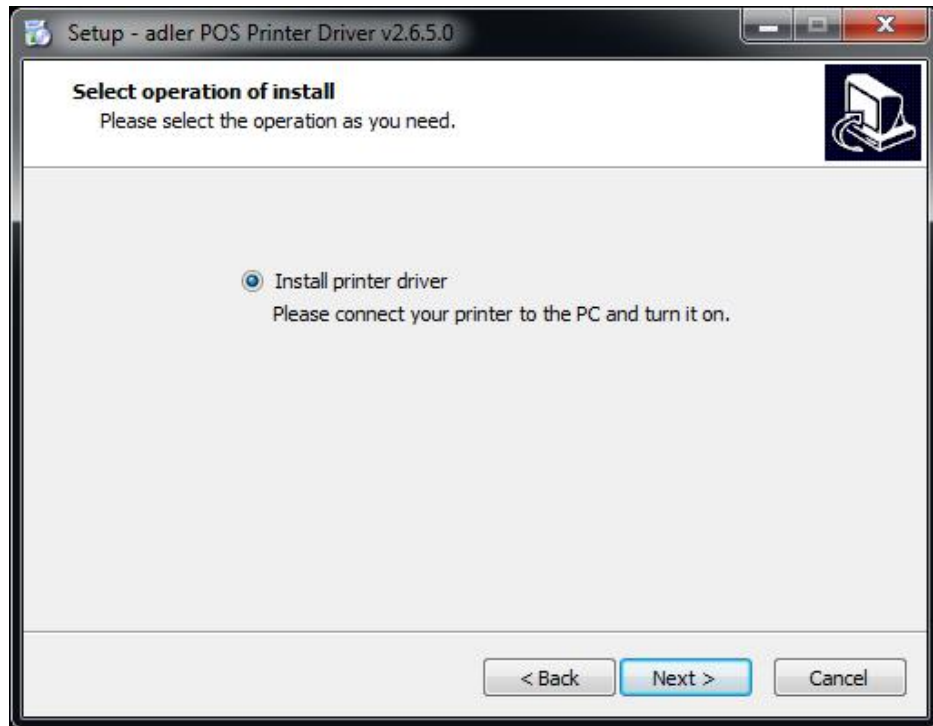 Setup - adler POS Printer Driver v2.6.5.0
Select operation of install
Please select the operation as you need.
Install printer driver
Please connect your printer to the PC and turn it on.
< Back Next > Cancel